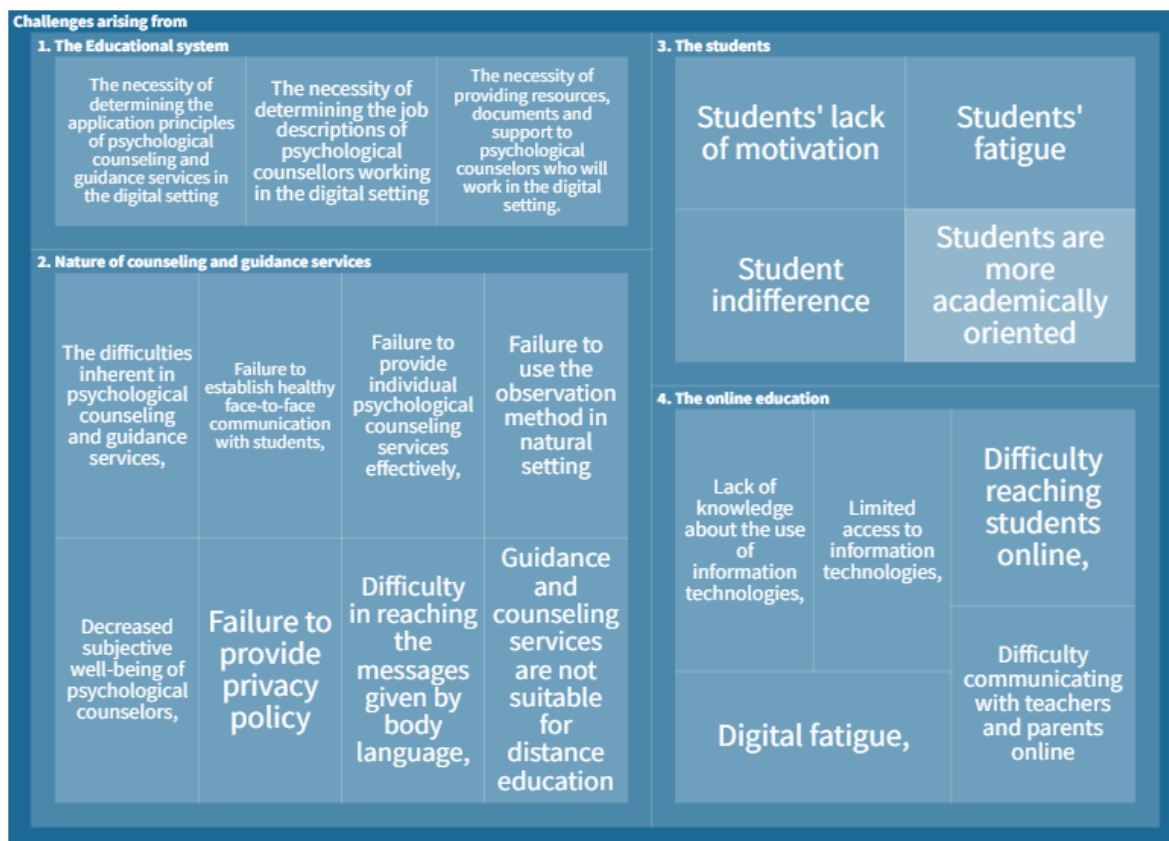 Challenges arising from
1. The Educational system
The necessity of
determining the
application principles
of psychological
counseling and
guidance services in
the digital setting
The necessity of
determining the job
descriptions of
psychological
counsellors working
in the digital setting
The necessity of
providing resources,
documents and
support to
psychological
counselors who will
work in the digital
setting.
2. Nature of counseling and guidance services
The difficulties
inherent in
psychological
counseling
and guidance
services,
Failure to
establish healthy
face-to-face
communication
with students,
Failure to
provide
individual
psychological
counseling
services
effectively,
Failure to
use the
observation
method in
natural
setting
Decreased
subjective
well-being of
psychological
counselors,
Failure to
provide
privacy
policy
Difficulty
in reaching
the
messages
given by
body
language,
Guidance
and
counseling
services
are not
suitable
for
distance
education
3. The students
Students' lack
of motivation
Students'
fatigue
Student
indifference
Students are
more
academically
oriented
4. The online education
Lack of
knowledge
about the use
of
information
technologies,
Limited
access to
information
technologies,
Difficulty
reaching
students
online,
Digital fatigue,
Difficulty
communicating
with teachers
and parents
online